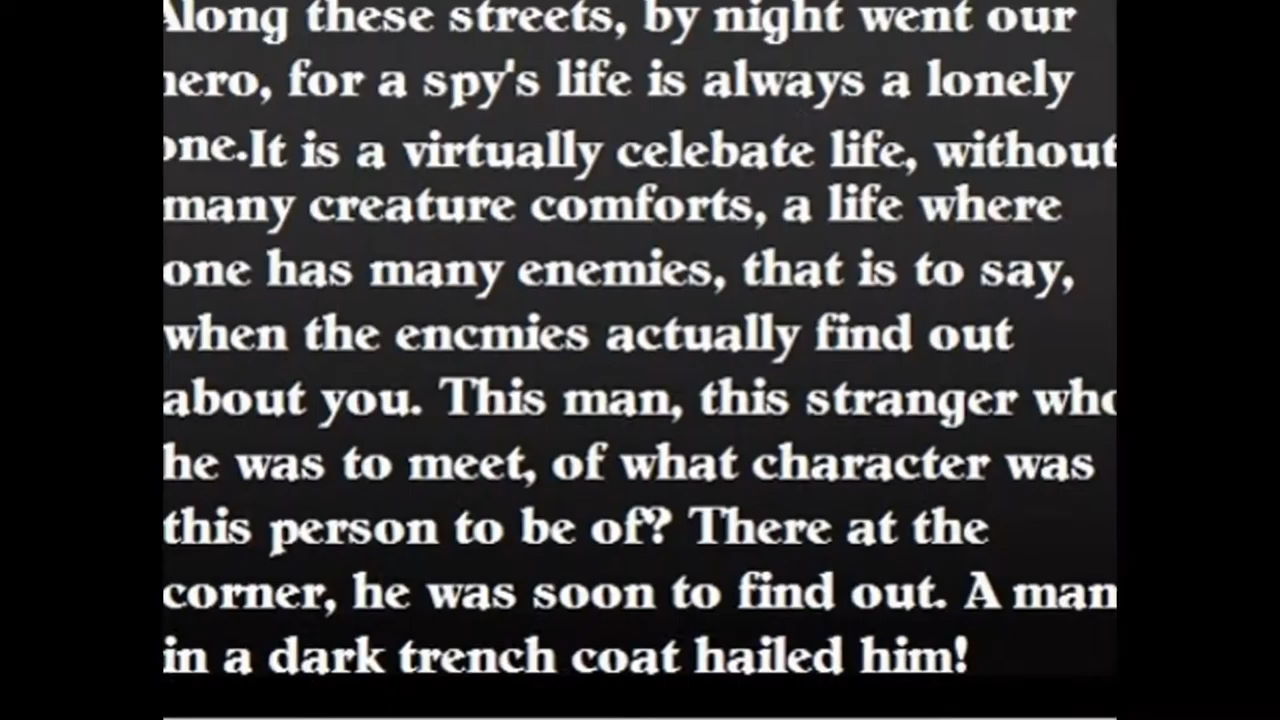 Along these streets, by night went our
hero, for a spy's life is always a lonely
one.It is a virtually celebate life, without
many creature comforts, a life where
one has many enemies, that is to say,
when the encmies actually find out
about you. This man, this stranger who
he was to meet, of what character was
this person to be of? There at the
corner, he was soon to find out. A man
in a dark trench coat hailed him!